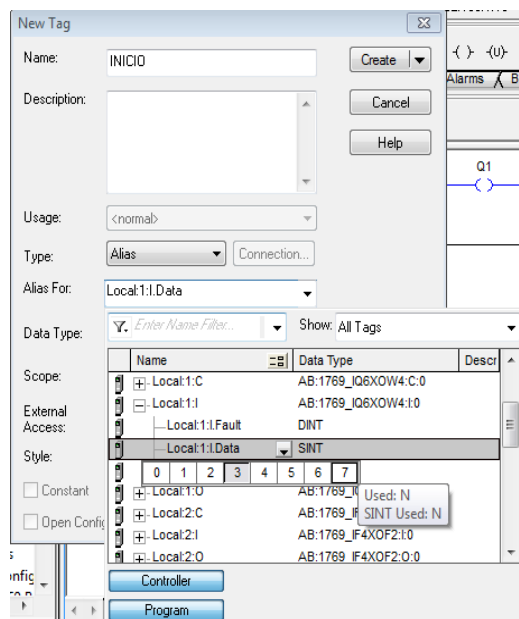 New Tag
Name:
INICIO
Create
Cancel
Help
Description:
-( )- -(U)-
Alarms
B
Q1
Usage:
<normal>
Type:
Alias
Connection...
Alias For:
Local:1:I.Data
Data Type:
Enter Name Filter...
Show: All Tags
Name
Data Type
Descr
Scope:
Local:1:C AB:1769_IQ6XOW4:C:0
Local:1:I AB:1769_IQ6XOW4:I:0
External
Access:
Local:1:I.Fault DINT
Local:1:I.Data SINT
Style:
0 1 2 3 4 5 6 7
Constant
Local:1:O
Used: N
SINT Used: N
Local:2:C
Open Config
Local:2:I AB:1769_IF4XOF2:I:0
Local:2:O AB:1769_IF4XOF2:O:0
Controller
Program